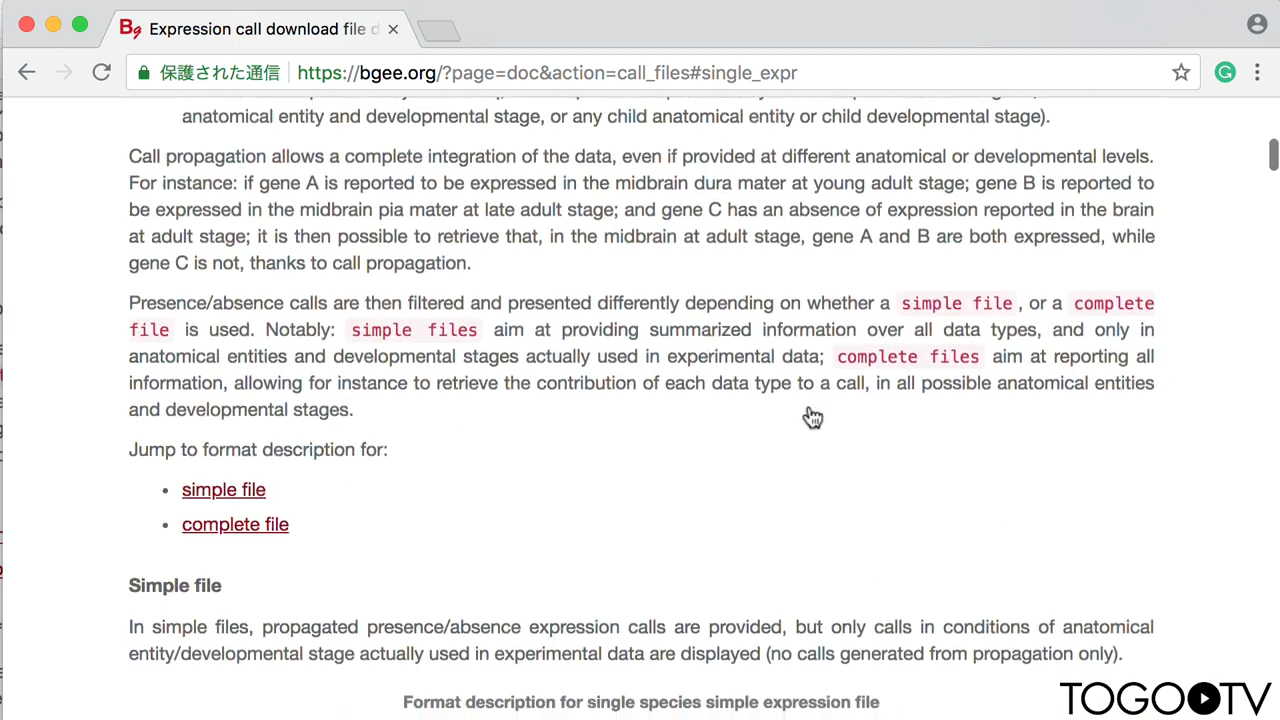 Expression call download file d
保護された通信 https://bgee.org/?page=doc&action=call_files#single_expr
anatomical entity and developmental stage, or any child anatomical entity or child developmental stage).
Call propagation allows a complete integration of the data, even if provided at different anatomical or developmental levels.
For instance: if gene A is reported to be expressed in the midbrain dura mater at young adult stage; gene B is reported to
be expressed in the midbrain pia mater at late adult stage; and gene C has an absence of expression reported in the brain
at adult stage; it is then possible to retrieve that, in the midbrain at adult stage, gene A and B are both expressed, while
gene C is not, thanks to call propagation.
Presence/absence calls are then filtered and presented differently depending on whether a simple file, or a complete
file is used. Notably: simple files aim at providing summarized information over all data types, and only in
anatomical entities and developmental stages actually used in experimental data; complete files aim at reporting all
information, allowing for instance to retrieve the contribution of each data type to a call, in all possible anatomical entities
and developmental stages.
Jump to format description for:
• simple file
• complete file
Simple file
In simple files, propagated presence/absence expression calls are provided, but only calls in conditions of anatomical
entity/developmental stage actually used in experimental data are displayed (no calls generated from propagation only).
Format description for single species simple expression file
TOGOTV